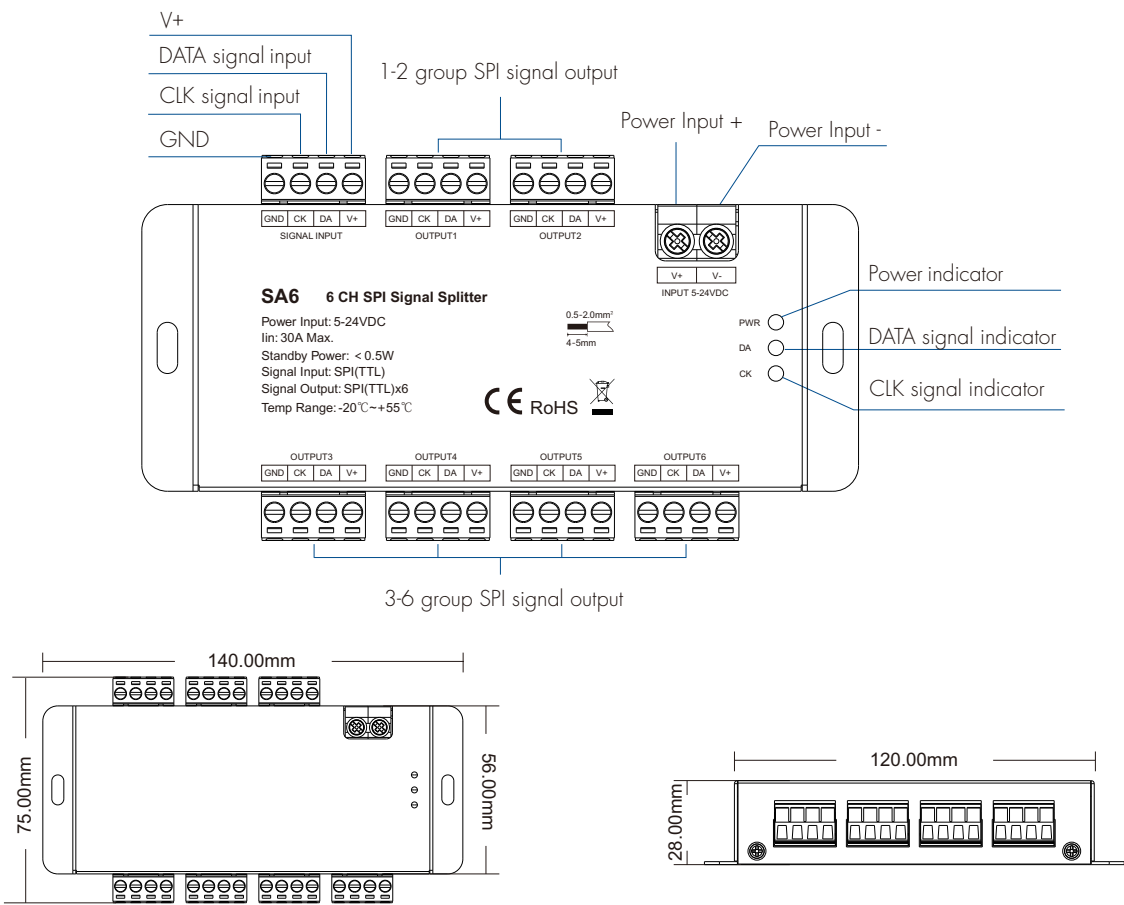 V+
DATA signal input
CLK signal input
GND
1-2 group SPI signal output
Power Input +
Power Input -
GND CK DA V+
SIGNAL INPUT
GND CK DA V+
OUTPUT1
GND CK DA V+
OUTPUT2
V+ V-
INPUT 5-24VDC
SA6 6 CH SPI Signal Splitter
Power Input: 5-24VDC
Iin: 30A Max.
Standby Power: < 0.5W
Signal Input: SPI(TTL)
Signal Output: SPI(TTL)x6
Temp Range: -20℃~+55℃
0.5-2.0mm²
4-5mm
CE RoHS
PWR
DA
CK
Power indicator
DATA signal indicator
CLK signal indicator
OUTPUT3
GND CK DA V+
OUTPUT4
GND CK DA V+
OUTPUT5
GND CK DA V+
OUTPUT6
GND CK DA V+
3-6 group SPI signal output
140.00mm
75.00mm
56.00mm
120.00mm
28.00mm